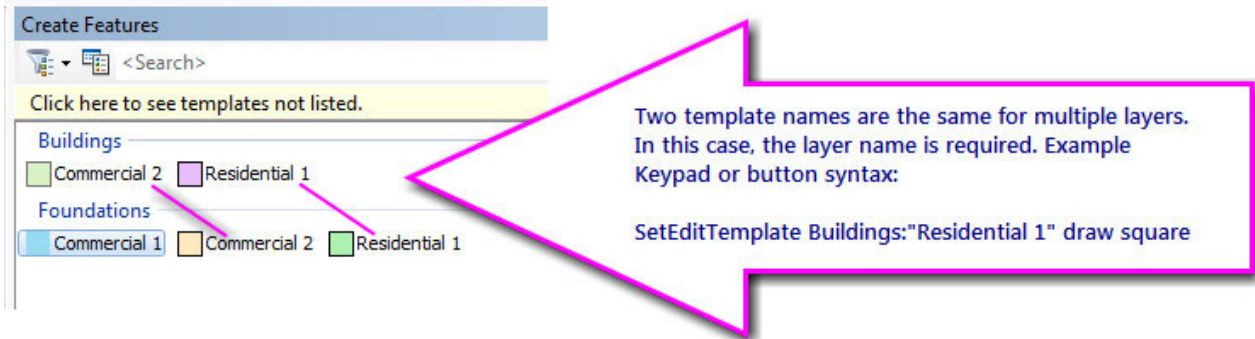 Create Features
<Search>
Click here to see templates not listed.
Buildings
Commercial 2 Residential 1
Foundations
Commercial 1 Commercial 2 Residential 1
Two template names are the same for multiple layers.
In this case, the layer name is required. Example
Keypad or button syntax:
SetEditTemplate Buildings:"Residential 1" draw square